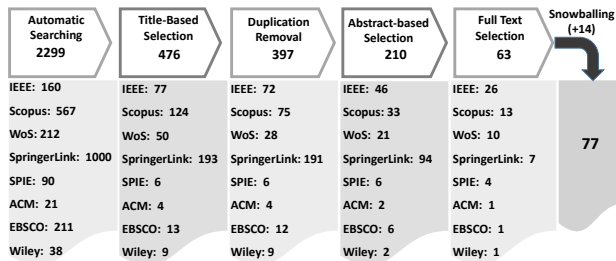 Automatic Searching 2299
Title-Based Selection 476
Duplication Removal 397
Abstract-based Selection 210
Full Text Selection 63
Snowballing (+14)
IEEE: 160
Scopus: 567
WoS: 212
SpringerLink: 1000
SPIE: 90
ACM: 21
EBSCO: 211
Wiley: 38
IEEE: 77
Scopus: 124
WoS: 50
SpringerLink: 193
SPIE: 6
ACM: 4
EBSCO: 13
Wiley: 9
IEEE: 72
Scopus: 75
WoS: 28
SpringerLink: 191
SPIE: 6
ACM: 4
EBSCO: 12
Wiley: 9
IEEE: 46
Scopus: 33
WoS: 21
SpringerLink: 94
SPIE: 6
ACM: 2
EBSCO: 6
Wiley: 2
IEEE: 26
Scopus: 13
WoS: 10
SpringerLink: 7
SPIE: 4
ACM: 1
EBSCO: 1
Wiley: 1
77